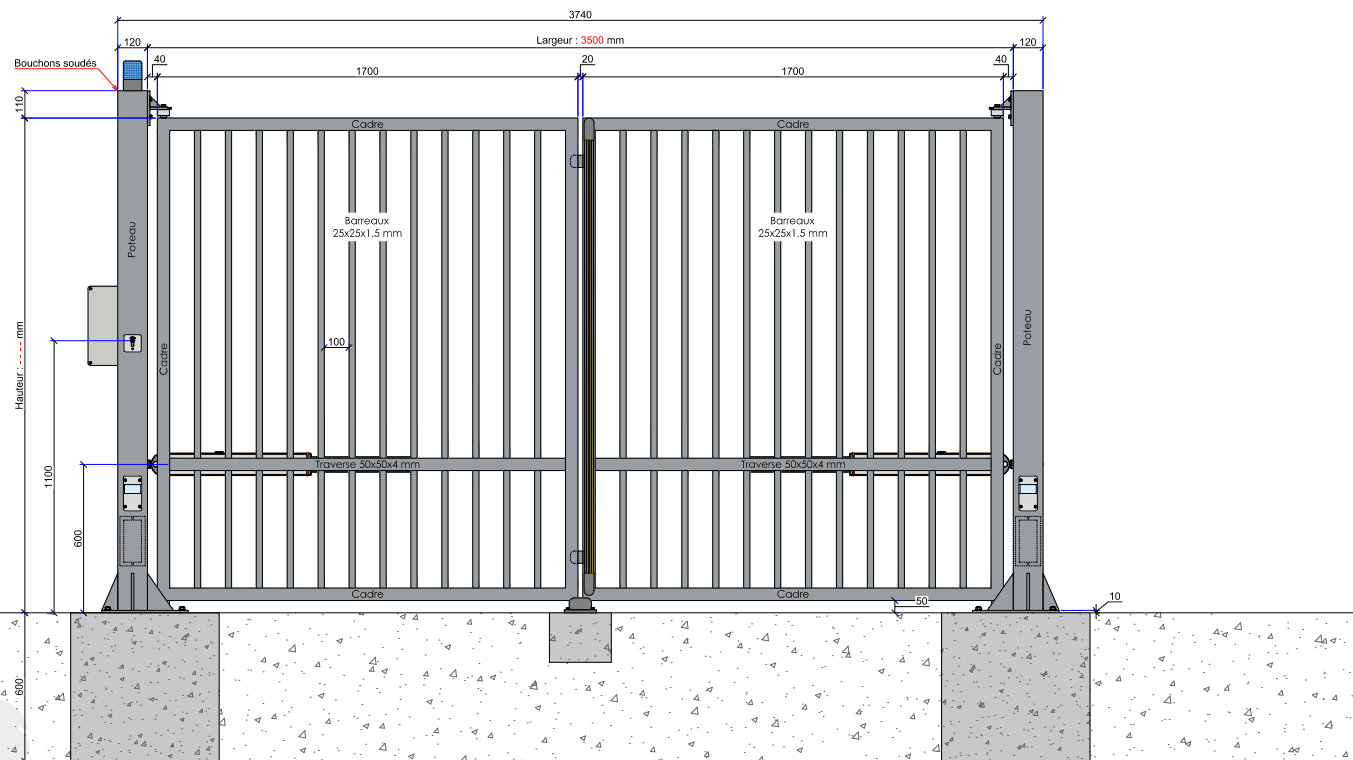 3740
120
Largeur : 3500 mm
120
40
1700
20
1700
40
Bouchons soudés
110
Cadre
Cadre
Barreaux
25x25x1.5 mm
Barreaux
25x25x1.5 mm
Poteau
Poteau
Hauteur : ---- mm
Cadre
100
Cadre
1100
Traverse 50x50x4 mm
Traverse 50x50x4 mm
600
Cadre
Cadre
50
10
600